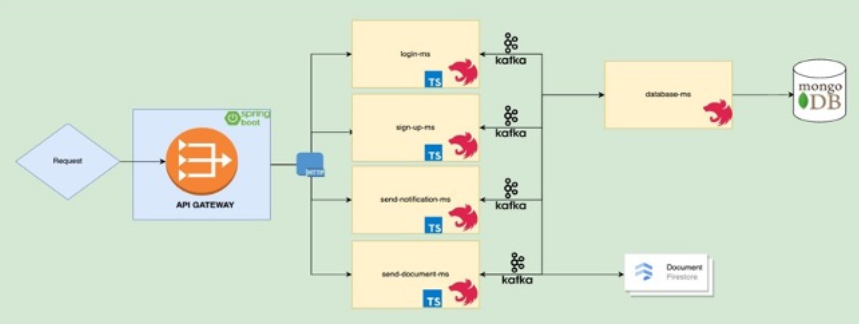 Request
spring
boot
API GATEWAY
HTTP
login-ms
TS
kafka
sign-up-ms
TS
kafka
send-notification-ms
TS
kafka
send-document-ms
TS
kafka
database-ms
mongo
DB
Document
Firestore